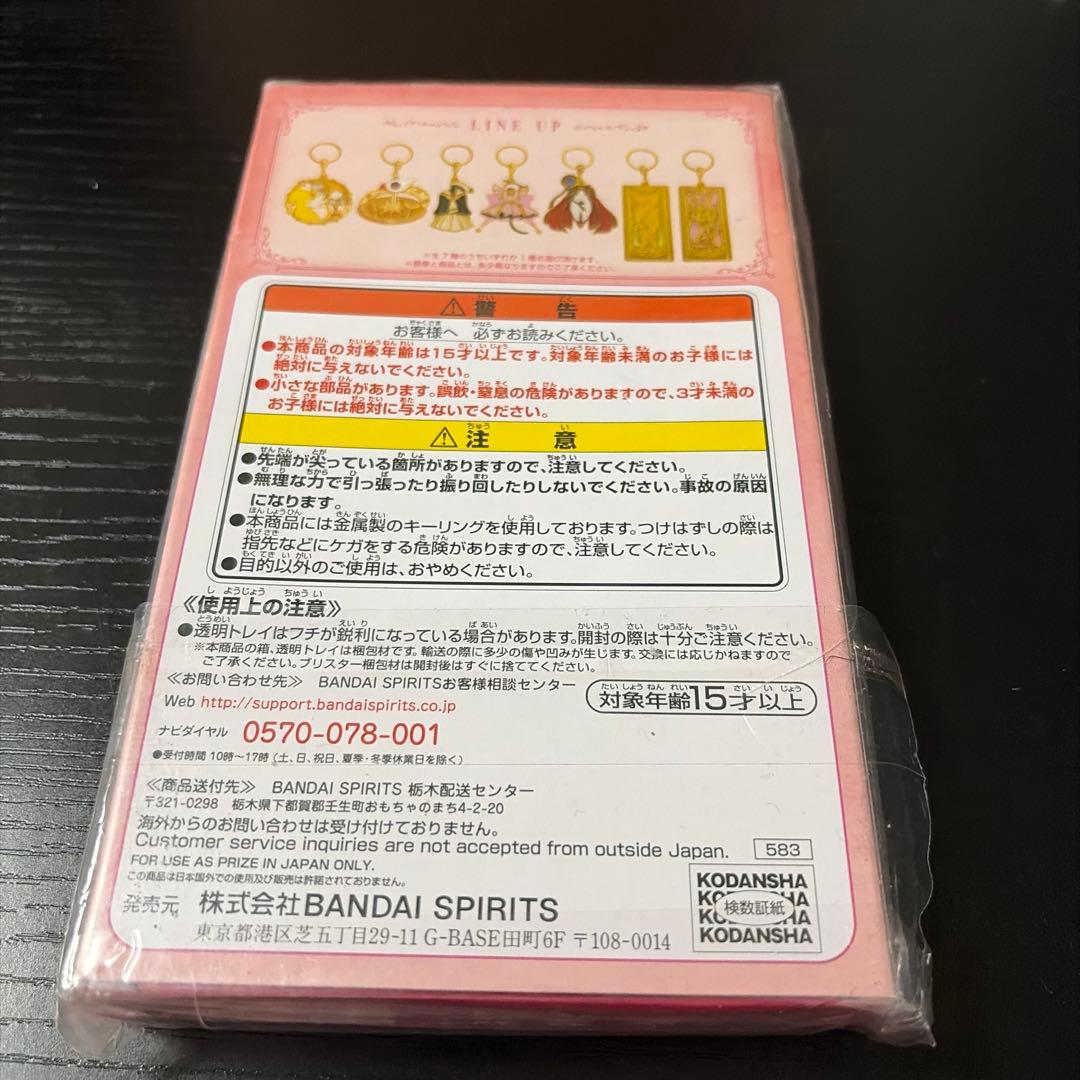 LINE UP
※全7種のうちいずれか1種お選び頂けます。
※画像と商品とは、多少異なりますのでご了承ください。
⚠警告
お客様へ 必ずお読みください。
●本商品の対象年齢は15才以上です。対象年齢未満のお子様には
絶対に与えないでください。
●小さな部品があります。誤飲・窒息の危険がありますので、3才未満の
お子様には絶対に与えないでください。
⚠注意
●先端が尖っている箇所がありますので、注意してください。
●無理な力で引っ張ったり振り回したりしないでください。事故の原因
になります。
●本商品には金属製のキーリングを使用しております。つけはずしの際は
指先などにケガをする危険がありますので、注意してください。
●目的以外のご使用は、おやめください。
《使用上の注意》
●透明トレイはフチが鋭利になっている場合があります。開封の際は十分ご注意ください。
※本商品の箱、透明トレイは梱包材です。輸送の際に多少の傷や凹みが生じます。交換には応じかねますので
ご了承ください。ブリスター梱包材は開封後はすぐに捨ててください。
《お問い合わせ先》 BANDAI SPIRITSお客様相談センター
Web http://support.bandaispirits.co.jp
対象年齢15才以上
ナビダイヤル 0570-078-001
●受付時間 10時〜17時(土、日、祝日、夏季・冬季休業日を除く)
《商品送付先》 BANDAI SPIRITS 栃木配送センター
〒321-0298 栃木県下都賀郡壬生町おもちゃのまち4-2-20
海外からのお問い合わせは受け付けておりません。
Customer service inquiries are not accepted from outside Japan.
583
FOR USE AS PRIZE IN JAPAN ONLY.
この商品は日本国外での使用及び販売は許諾されておりません。
発売元 株式会社BANDAI SPIRITS
東京都港区芝五丁目29-11 G-BASE田町6F 〒108-0014
KODANSHA
検数証紙
KODANSHA